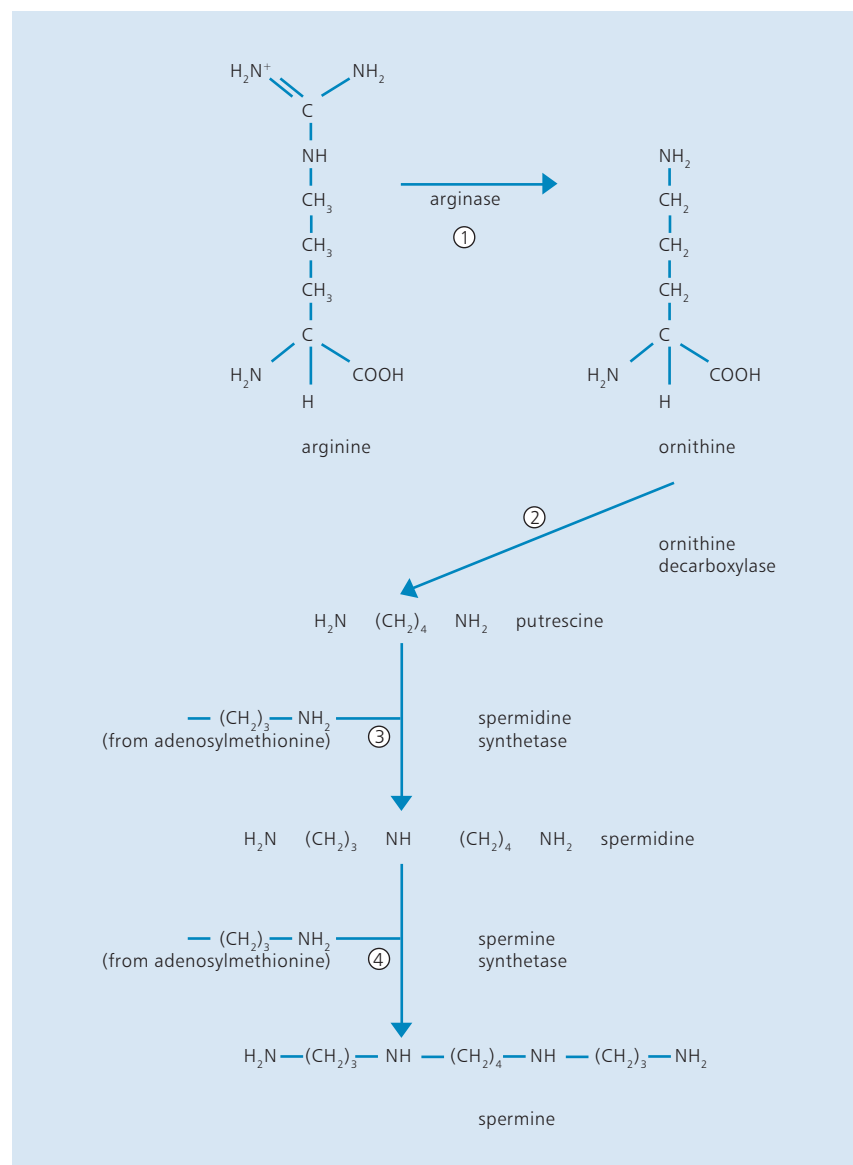 H₂N⁺ NH₂
C
NH NH₂
CH₃ arginase CH₂
CH₃ ① CH₂
CH₃ CH₂
C C
H₂N COOH H₂N COOH
H H
arginine ornithine
②
ornithine
decarboxylase
H₂N (CH₂)₄ NH₂ putrescine
(CH₂)₃ NH₂ spermidine
(from adenosylmethionine) ③ synthetase
H₂N (CH₂)₃ NH (CH₂)₄ NH₂ spermidine
(CH₂)₃ NH₂ spermine
(from adenosylmethionine) ④ synthetase
H₂N (CH₂)₃ NH (CH₂)₄ NH (CH₂)₃ NH₂
spermine